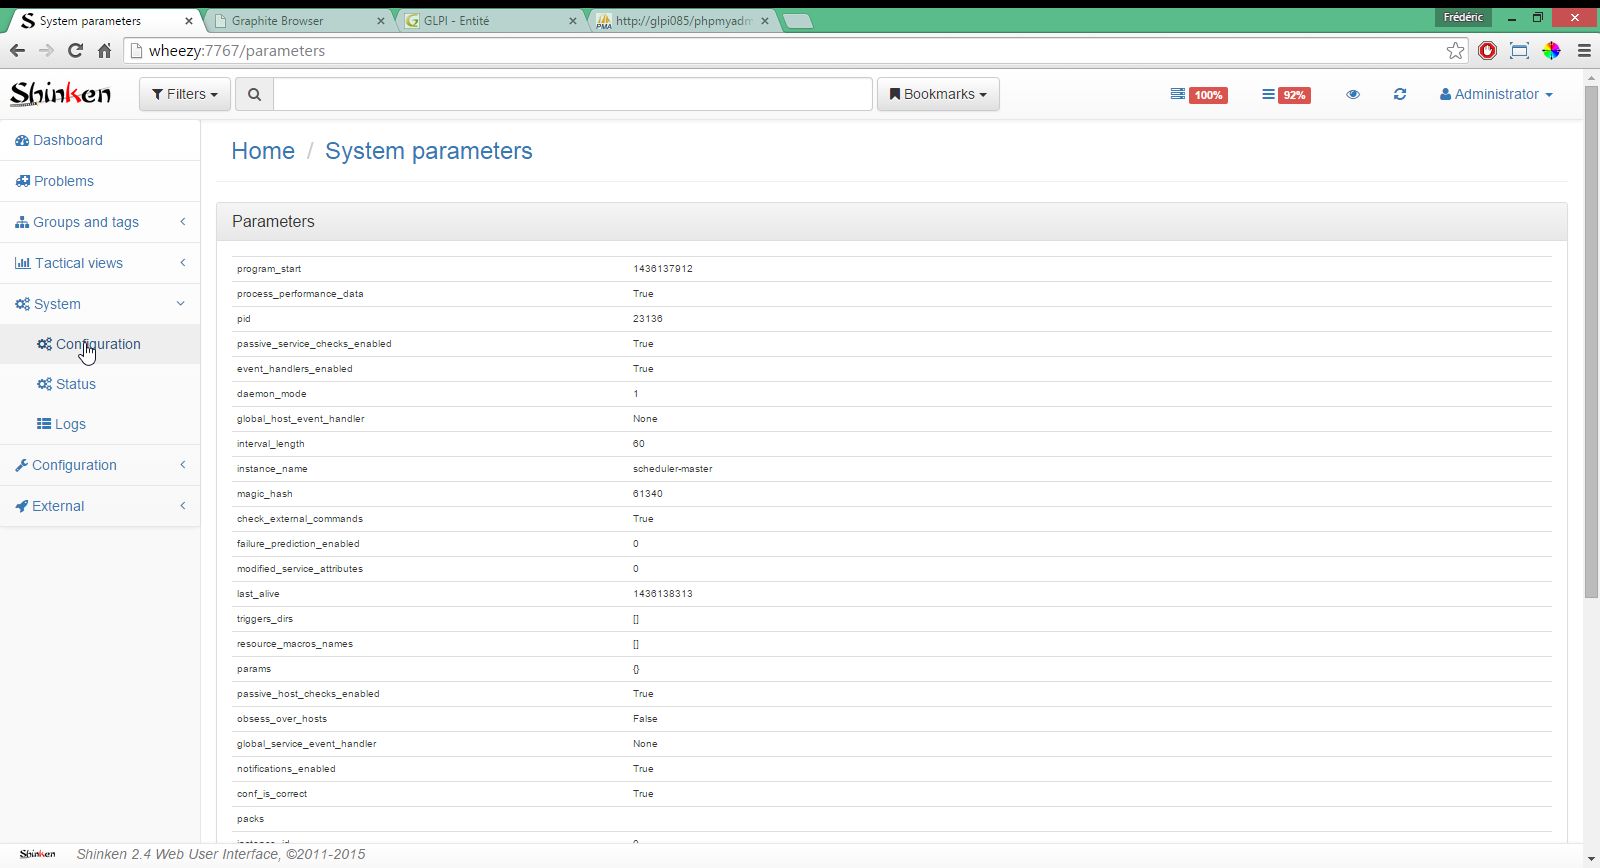 System parameters
Graphite Browser
GLPI - Entité
http://glpi085/phpmyadm
Frédéric
wheezy:7767/parameters
Shinken
Filters
Bookmarks
100%
92%
Administrator
Dashboard
Problems
Groups and tags
Tactical views
System
Configuration
Status
Logs
Configuration
External
Home / System parameters
Parameters
program_start 1436137912
process_performance_data True
pid 23136
passive_service_checks_enabled True
event_handlers_enabled True
daemon_mode 1
global_host_event_handler None
interval_length 60
instance_name scheduler-master
magic_hash 61340
check_external_commands True
failure_prediction_enabled 0
modified_service_attributes 0
last_alive 1436138313
triggers_dirs []
resource_macros_names []
params {}
passive_host_checks_enabled True
obsess_over_hosts False
global_service_event_handler None
notifications_enabled True
conf_is_correct True
packs
Shinken
Shinken 2.4 Web User Interface, ©2011-2015